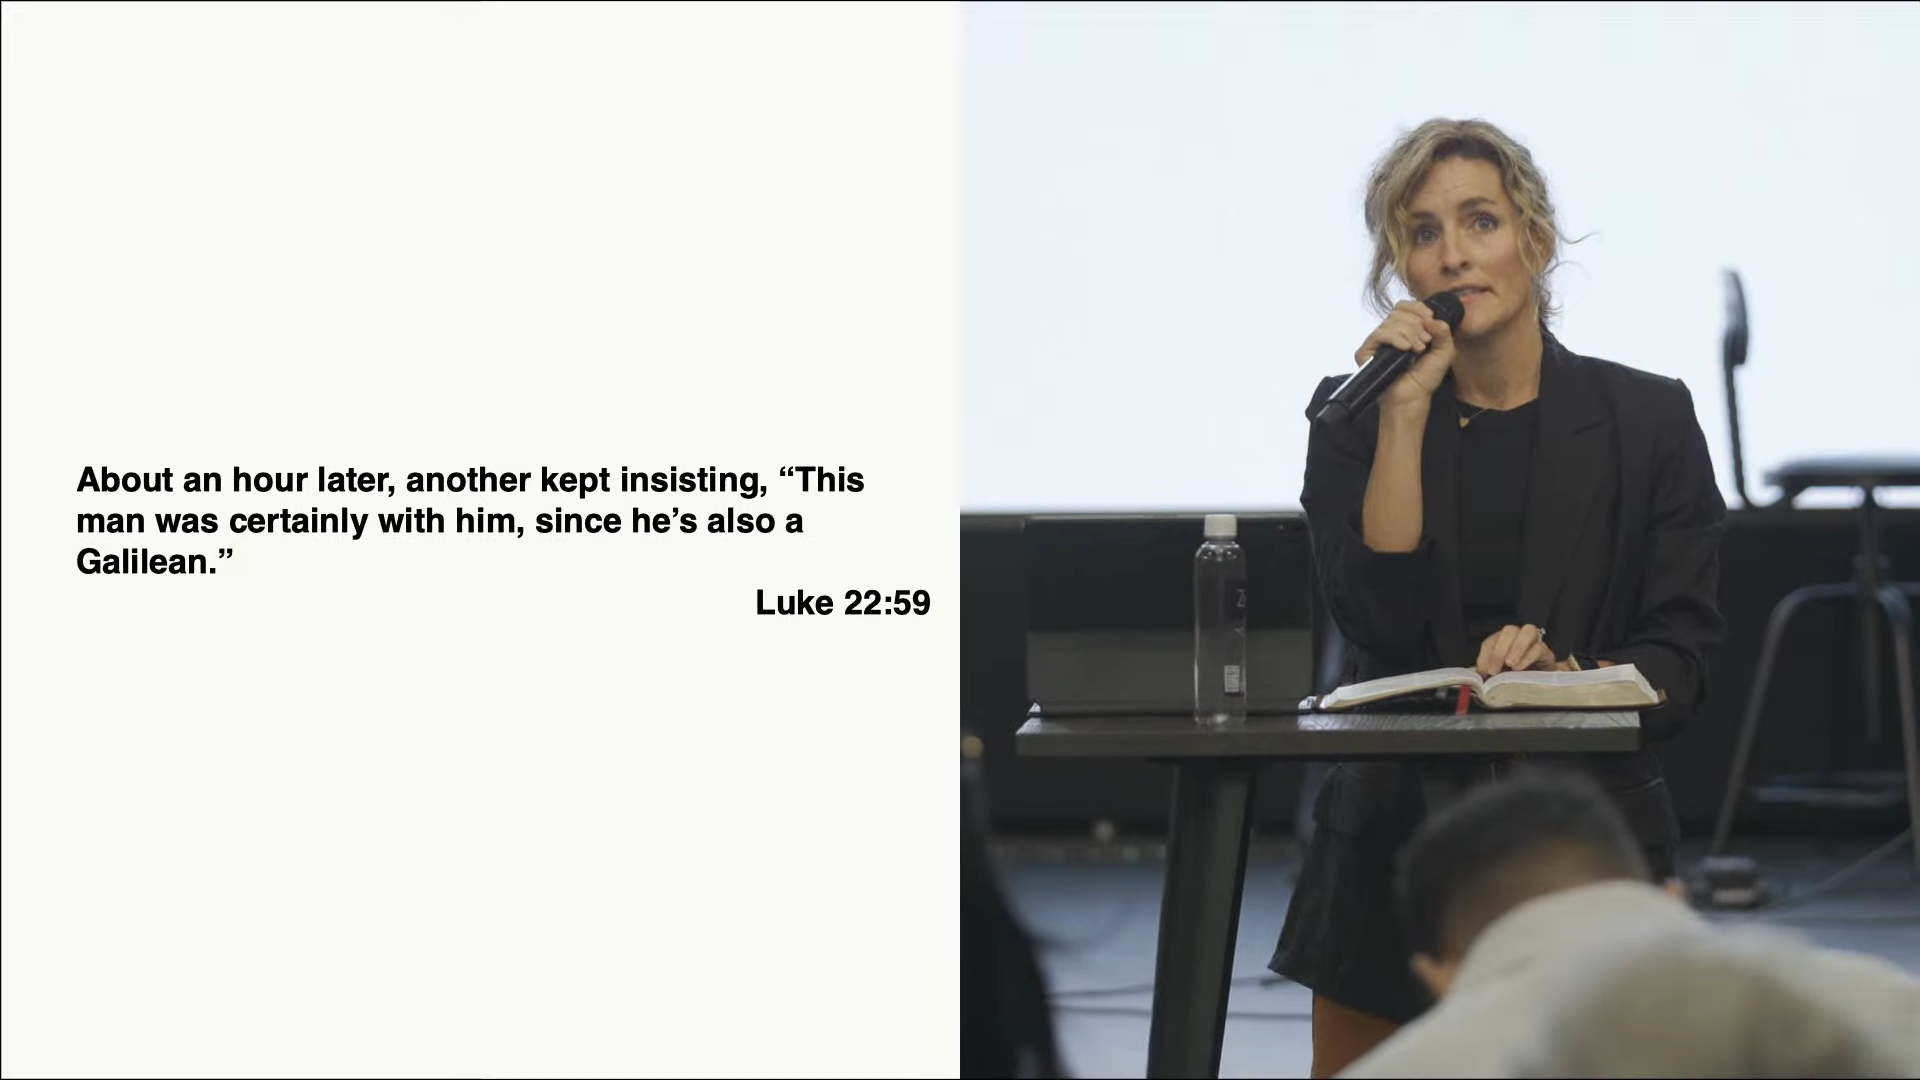 About an hour later, another kept insisting, “This
man was certainly with him, since he’s also a
Galilean.”
Luke 22:59